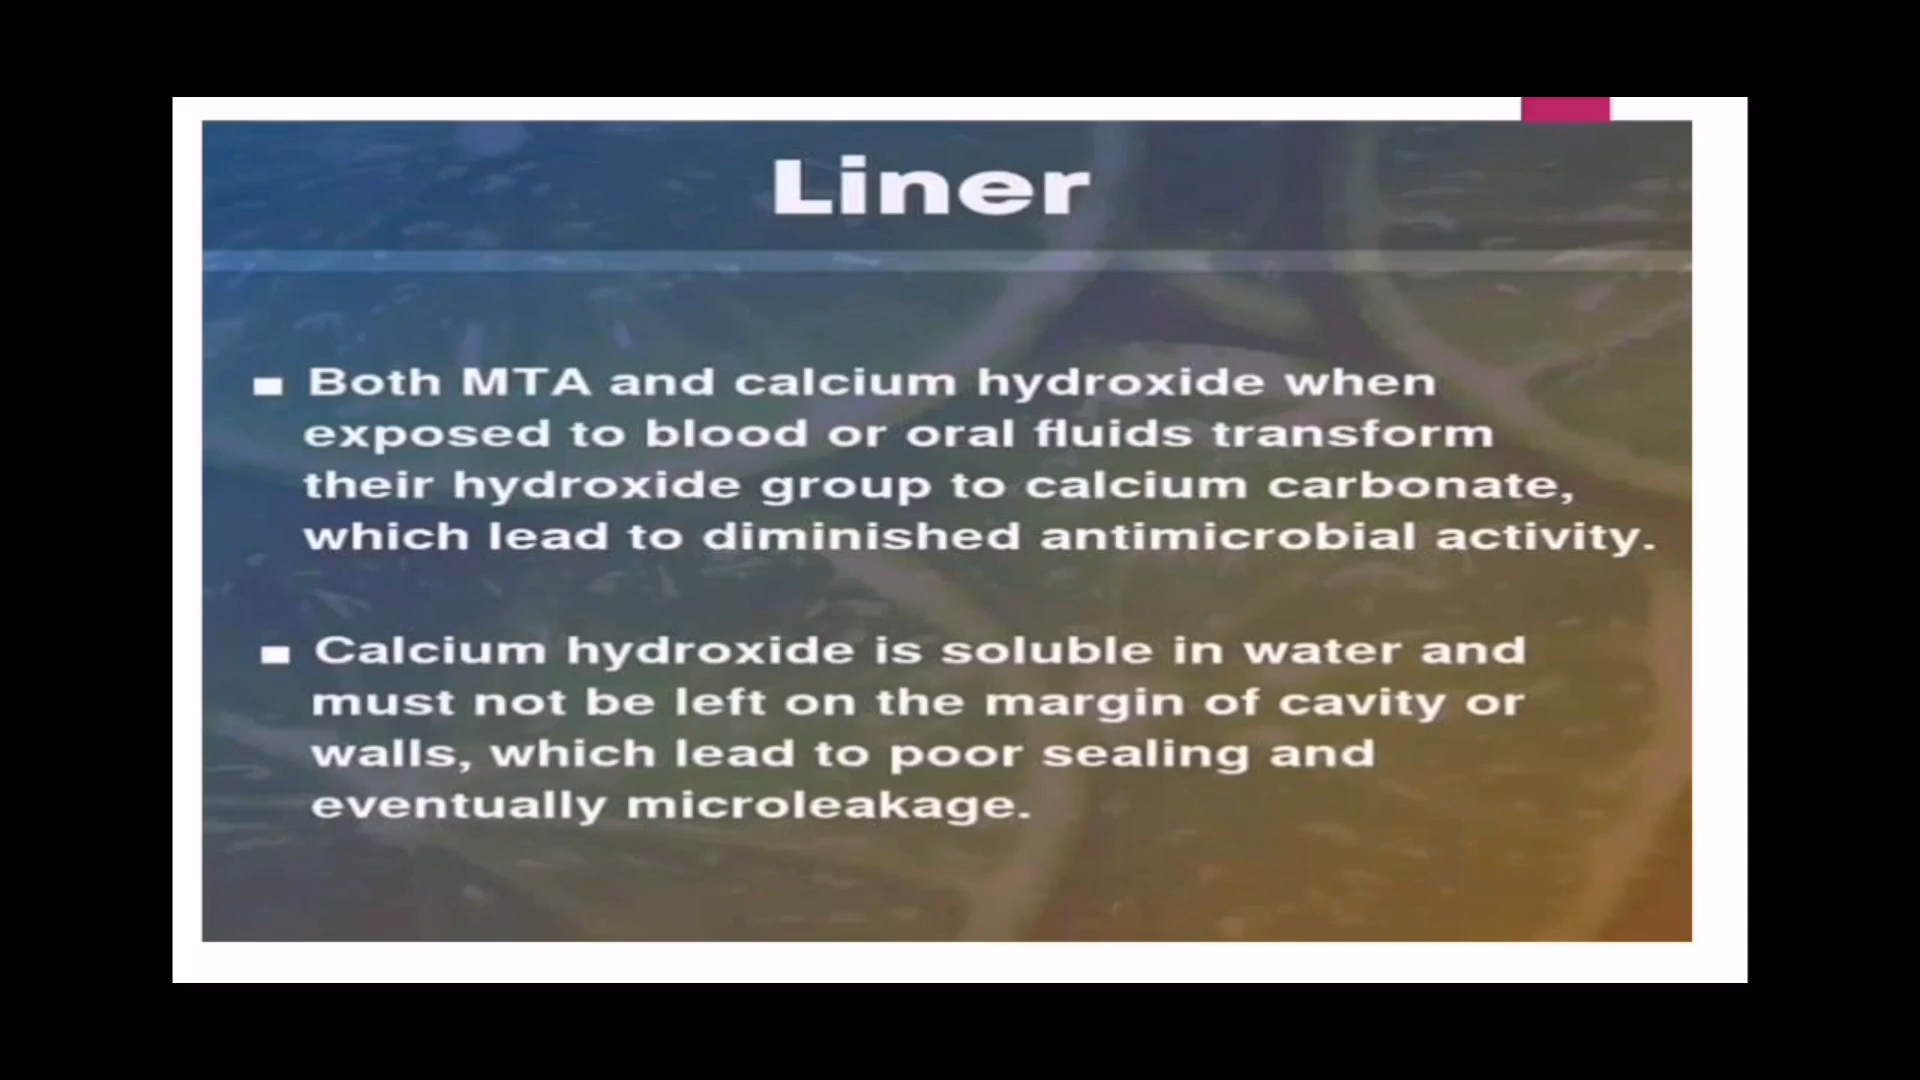 Liner
▪ Both MTA and calcium hydroxide when
exposed to blood or oral fluids transform
their hydroxide group to calcium carbonate,
which lead to diminished antimicrobial activity.
▪ Calcium hydroxide is soluble in water and
must not be left on the margin of cavity or
walls, which lead to poor sealing and
eventually microleakage.